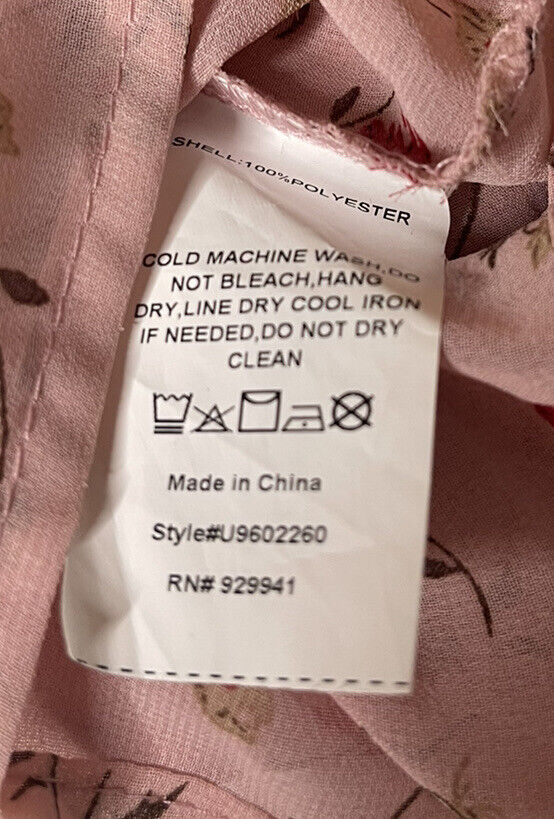 SHELL:100%POLYESTER
COLD MACHINE WASH,DO
NOT BLEACH,HANG
DRY,LINE DRY COOL IRON
IF NEEDED,DO NOT DRY
CLEAN
Made in China
Style#U9602260
RN# 929941